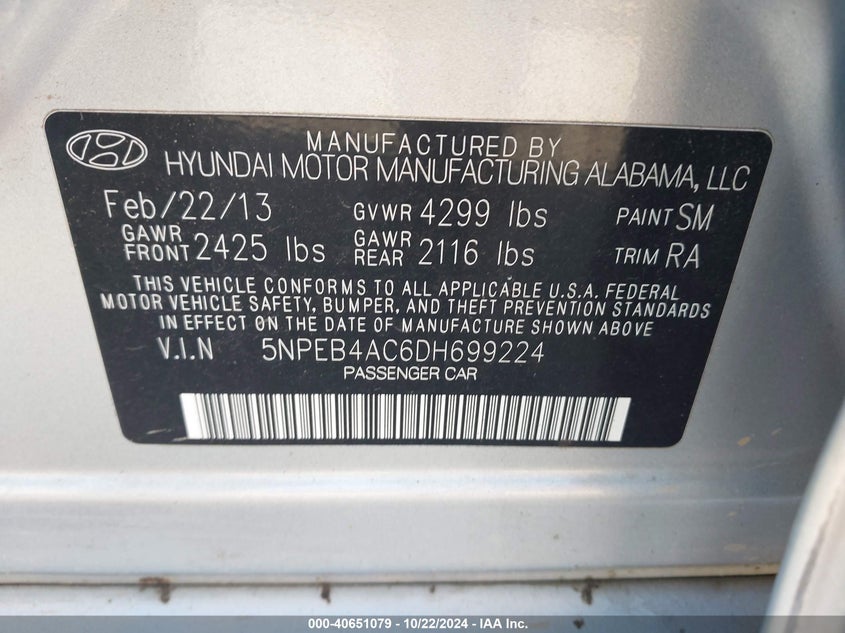 MANUFACTURED BY
HYUNDAI MOTOR MANUFACTURING ALABAMA, LLC
Feb/22/13 GVWR 4299 lbs PAINT SM
GAWR FRONT 2425 lbs GAWR REAR 2116 lbs TRIM RA
THIS VEHICLE CONFORMS TO ALL APPLICABLE U.S.A. FEDERAL
MOTOR VEHICLE SAFETY, BUMPER, AND THEFT PREVENTION STANDARDS
IN EFFECT ON THE DATE OF MANUFACTURE SHOWN ABOVE
V.I.N 5NPEB4AC6DH699224
PASSENGER CAR
000-40651079 - 10/22/2024 - IAA Inc.